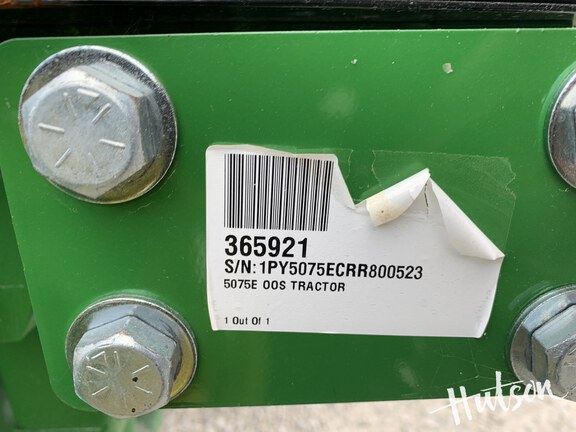 365921
S/N: 1PY5075ECRR800523
5075E OOS TRACTOR
1 Out Of 1
Hutson